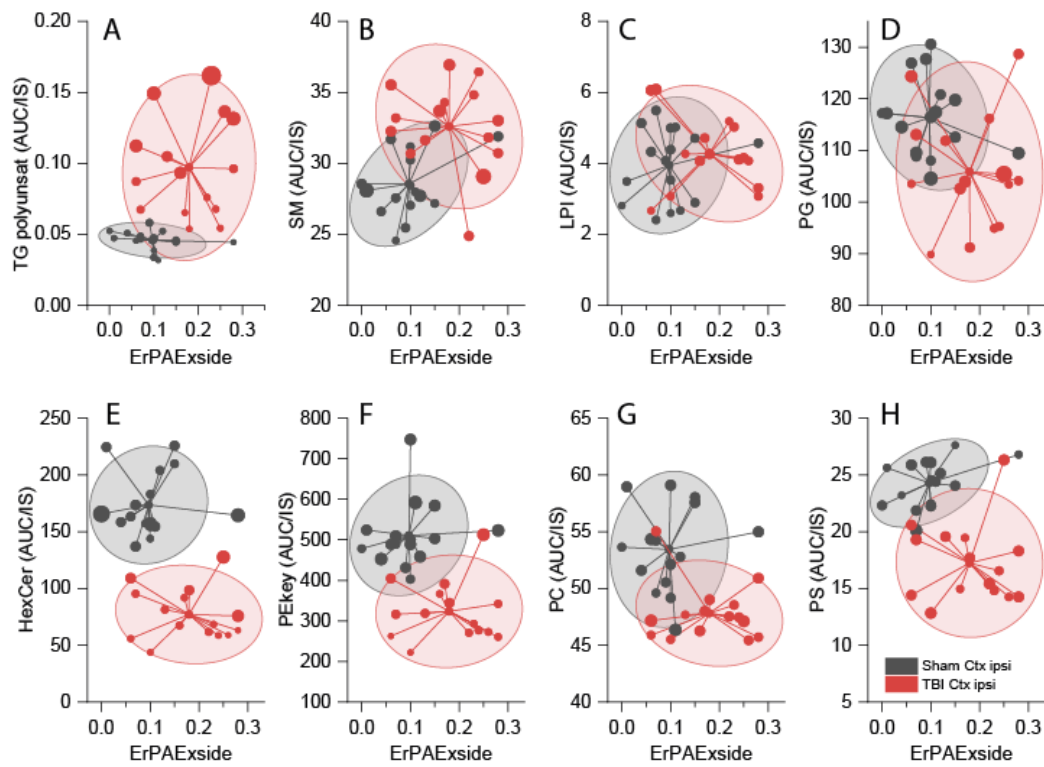 A
B
C
D
TG polyunsat (AUC/IS)
0.20
0.15
0.10
0.05
0.00
0.0 0.1 0.2 0.3
ErPAExside
SM (AUC/IS)
40
35
30
25
20
0.0 0.1 0.2 0.3
ErPAExside
LPI (AUC/IS)
8
6
4
2
0
0.0 0.1 0.2 0.3
ErPAExside
PG (AUC/IS)
130
120
110
100
90
80
0.0 0.1 0.2 0.3
ErPAExside
E
F
G
H
HexCer (AUC/IS)
250
200
150
100
50
0
0.0 0.1 0.2 0.3
ErPAExside
PEkey (AUC/IS)
800
700
600
500
400
300
200
100
0.0 0.1 0.2 0.3
ErPAExside
PC (AUC/IS)
65
60
55
50
45
40
0.0 0.1 0.2 0.3
ErPAExside
PS (AUC/IS)
30
25
20
15
10
5
0.0 0.1 0.2 0.3
ErPAExside
Sham Ctx ipsi
TBI Ctx ipsi